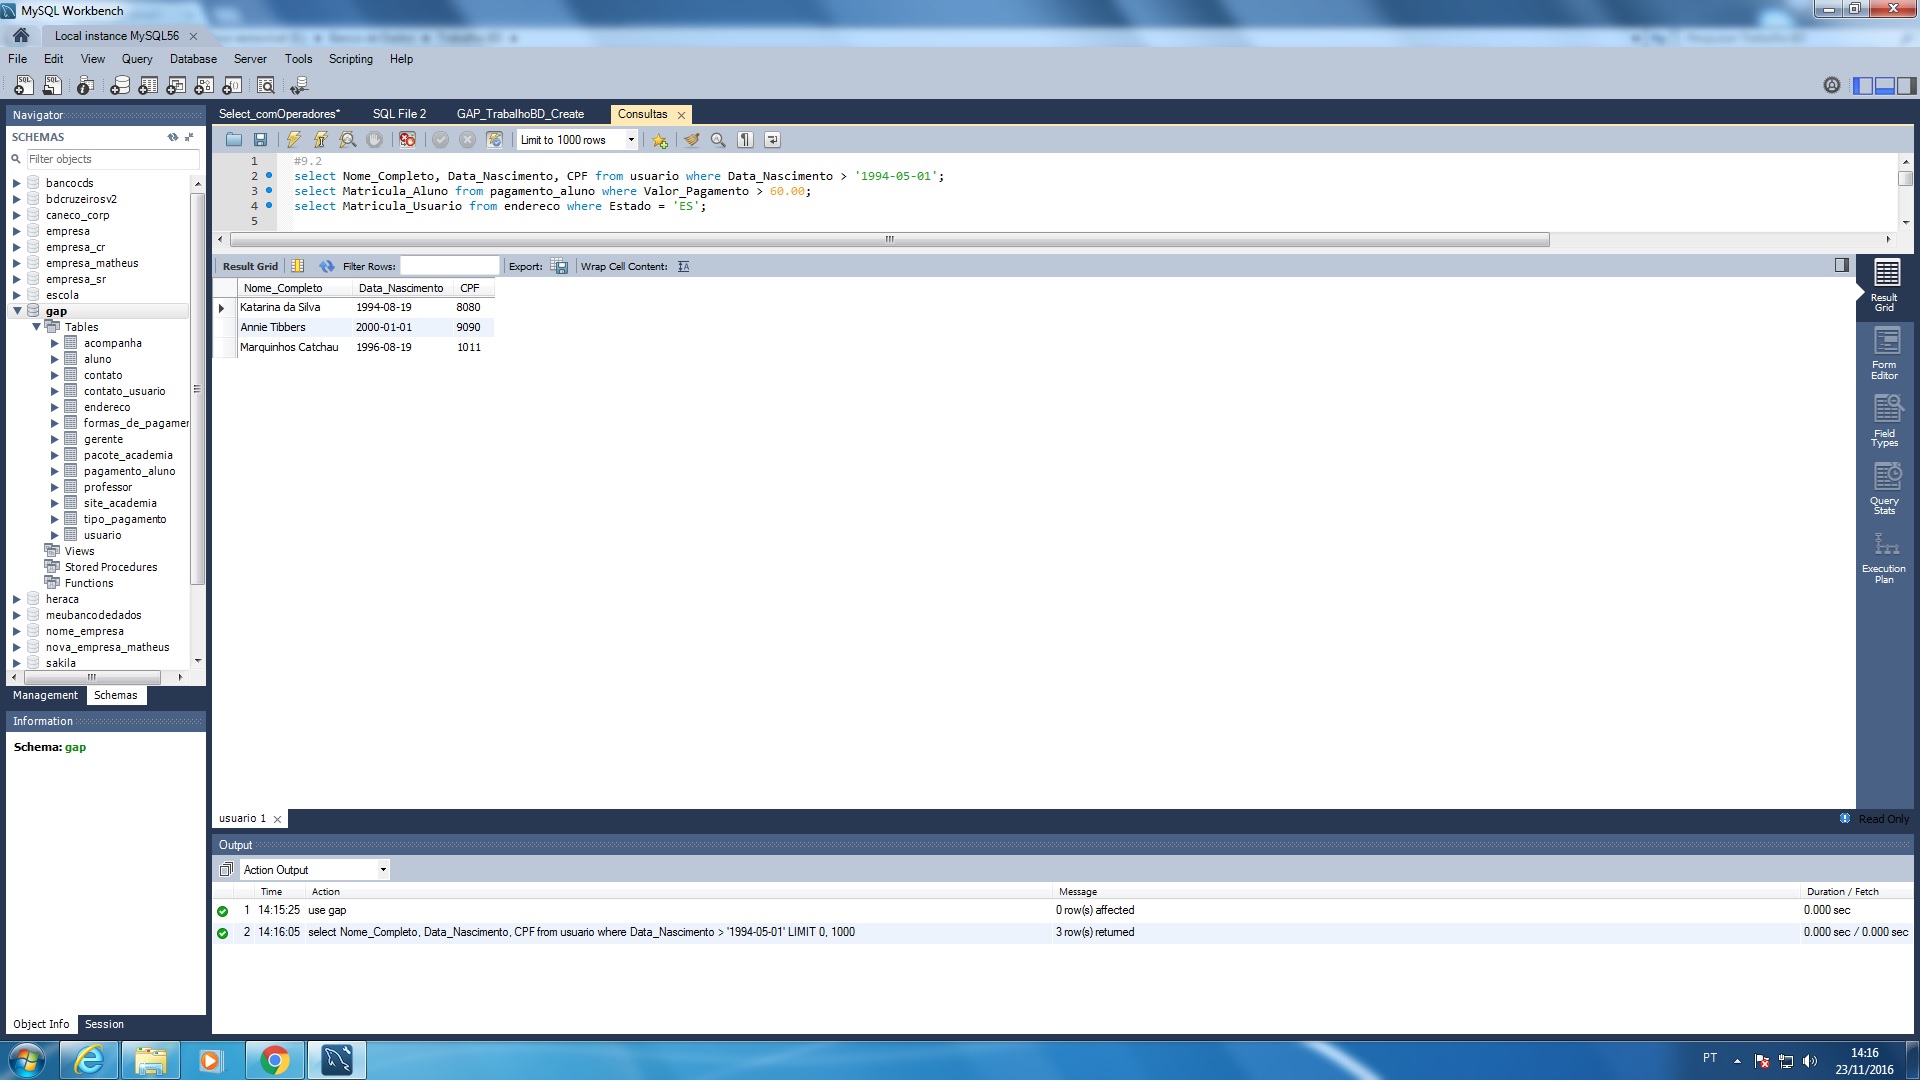 MySQL Workbench
Local instance MySQL56
File Edit View Query Database Server Tools Scripting Help
Navigator
SCHEMAS
Filter objects
bancocds
bdcruzeirosv2
caneco_corp
empresa
empresa_cr
empresa_matheus
empresa_sr
escola
gap
Tables
acompanha
aluno
contato
contato_usuario
endereco
formas_de_pagamer
gerente
pacote_academia
pagamento_aluno
professor
site_academia
tipo_pagamento
usuario
Views
Stored Procedures
Functions
heraca
meubancodedados
nome_empresa
nova_empresa_matheus
sakila
Management Schemas
Information
Schema: gap
Object Info Session
Select_comOperadores* SQL File 2 GAP_TrabalhoBD_Create Consultas
Limit to 1000 rows
1 #9.2
2 select Nome_Completo, Data_Nascimento, CPF from usuario where Data_Nascimento > '1994-05-01';
3 select Matricula_Aluno from pagamento_aluno where Valor_Pagamento > 60.00;
4 select Matricula_Usuario from endereco where Estado = 'ES';
5
Result Grid Filter Rows: Export: Wrap Cell Content:
Nome_Completo Data_Nascimento CPF
Katarina da Silva 1994-08-19 8080
Annie Tibbers 2000-01-01 9090
Marquinhos Catchau 1996-08-19 1011
Result Grid
Form Editor
Field Types
Query Stats
Execution Plan
usuario 1
Read Only
Output
Action Output
Time Action Message Duration / Fetch
1 14:15:25 use gap 0 row(s) affected 0.000 sec
2 14:16:05 select Nome_Completo, Data_Nascimento, CPF from usuario where Data_Nascimento > '1994-05-01' LIMIT 0, 1000 3 row(s) returned 0.000 sec / 0.000 sec
PT
14:16
23/11/2016